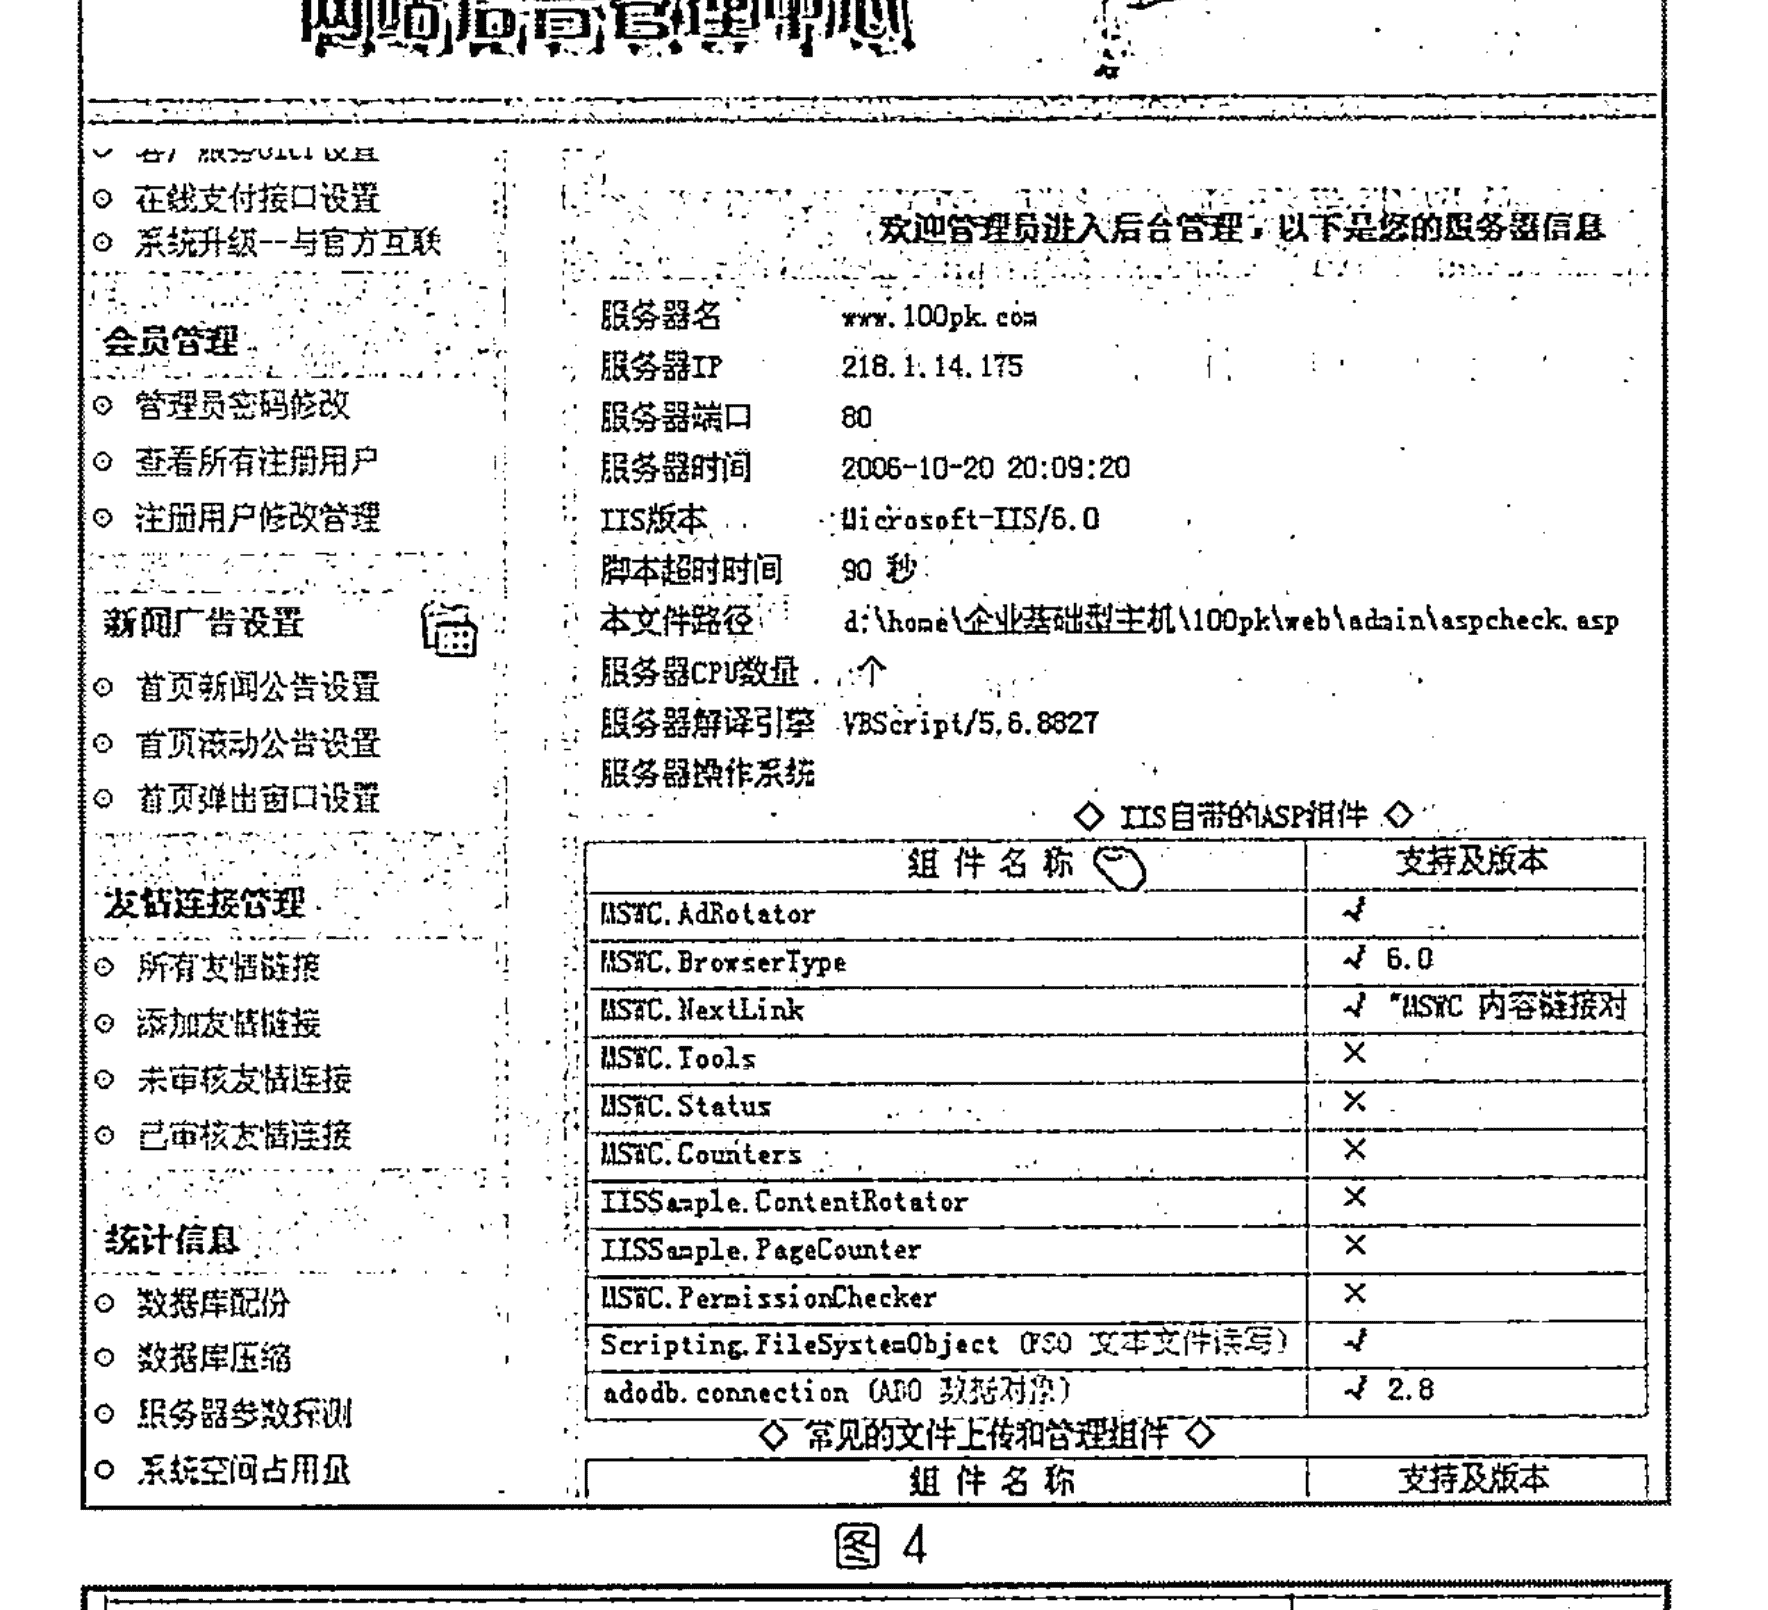 网站后台管理中心
在线支付接口设置
系统升级--与官方互联
会员管理
管理员密码修改
查看所有注册用户
注册用户修改管理
新闻广告设置
首页新闻公告设置
首页滚动公告设置
首页弹出窗口设置
友情连接管理
所有友情链接
添加友情链接
未审核友情连接
已审核友情连接
统计信息
数据库配份
数据库压缩
服务器参数探测
系统空间占用量
欢迎管理员进入后台管理，以下是您的服务器信息
服务器名 www.100pk.com
服务器IP 218.1.14.175
服务器端口 80
服务器时间 2006-10-20 20:09:20
IIS版本 Microsoft-IIS/6.0
脚本超时时间 90 秒
本文件路径 d:\home\企业基础型主机\100pk\web\admin\aspcheck.asp
服务器CPU数量 个
服务器解译引擎 VBScript/5.6.8827
服务器操作系统
◇ IIS自带的ASP组件 ◇
组 件 名 称 支持及版本
MSWC.AdRotator √
MSWC.BrowserType √ 6.0
MSWC.NextLink √ "MSWC 内容链接对
MSWC.Tools ×
MSWC.Status ×
MSWC.Counters ×
IISSample.ContentRotator ×
IISSample.PageCounter ×
MSWC.PermissionChecker ×
Scripting.FileSystemObject (FSO 文本文件读写) √
adodb.connection (ADO 数据对象) √ 2.8
◇ 常见的文件上传和管理组件 ◇
组 件 名 称 支持及版本
图 4